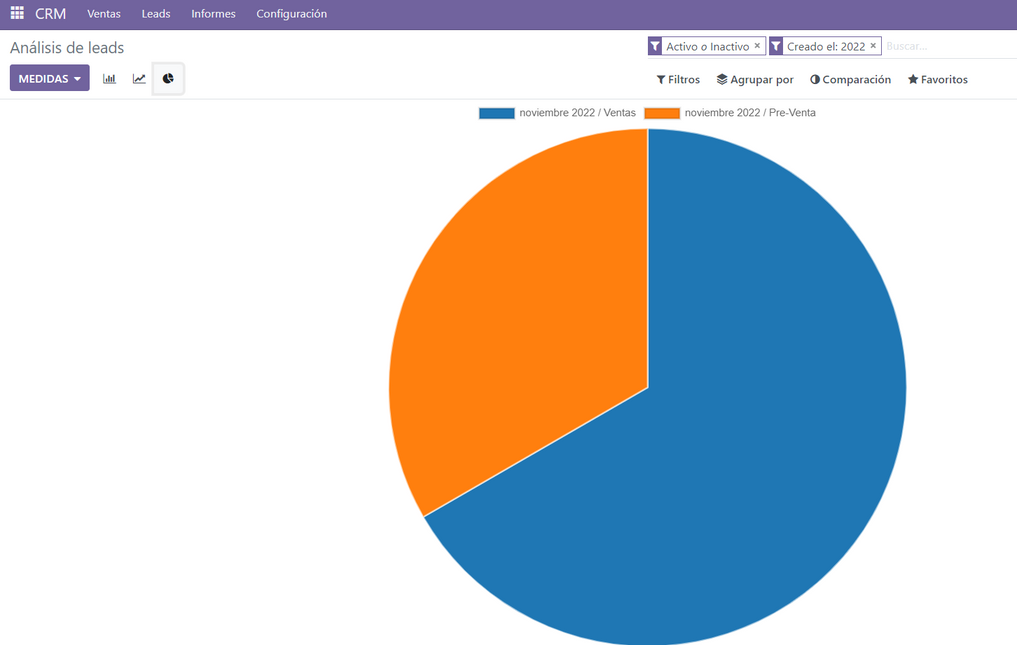 CRM Ventas Leads Informes Configuración
Análisis de leads
Activo o Inactivo × Creado el: 2022 × Buscar...
MEDIDAS
Filtros Agrupar por Comparación Favoritos
noviembre 2022 / Ventas noviembre 2022 / Pre-Venta